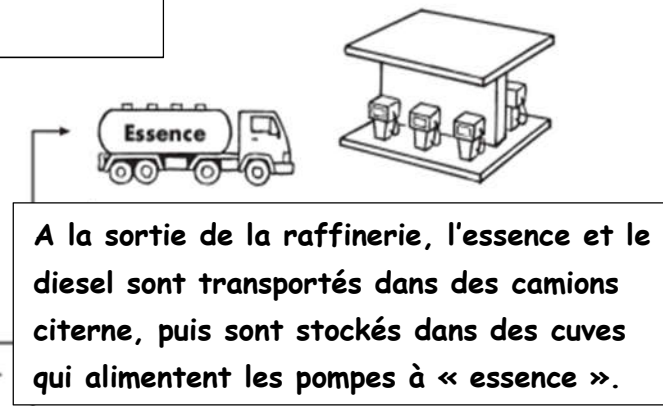 Essence
A la sortie de la raffinerie, l'essence et le
diesel sont transportés dans des camions
citerne, puis sont stockés dans des cuves
qui alimentent les pompes à « essence ».